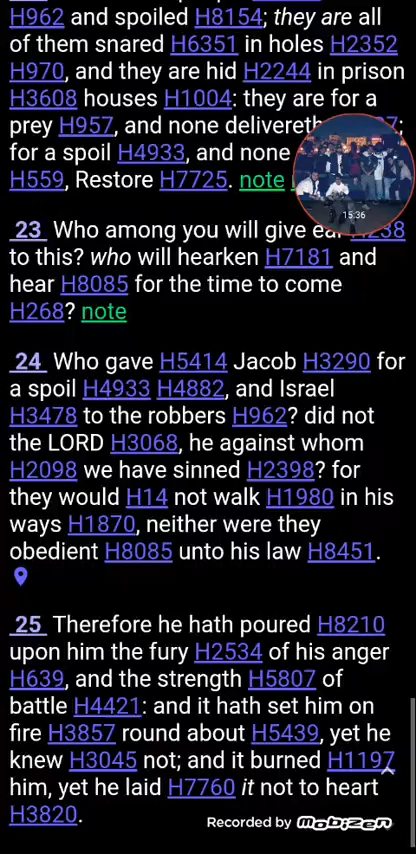 H962 and spoiled H8154; they are all
of them snared H6351 in holes H2352
H970, and they are hid H2244 in prison
H3608 houses H1004: they are for a
prey H957, and none delivereth
for a spoil H4933, and none
H559, Restore H7725. note
23 Who among you will give ear H238
to this? who will hearken H7181 and
hear H8085 for the time to come
H268? note
24 Who gave H5414 Jacob H3290 for
a spoil H4933 H4882, and Israel
H3478 to the robbers H962? did not
the LORD H3068, he against whom
H2098 we have sinned H2398? for
they would H14 not walk H1980 in his
ways H1870, neither were they
obedient H8085 unto his law H8451.
25 Therefore he hath poured H8210
upon him the fury H2534 of his anger
H639, and the strength H5807 of
battle H4421: and it hath set him on
fire H3857 round about H5439, yet he
knew H3045 not; and it burned H1197
him, yet he laid H7760 it not to heart
H3820.
15:36
Recorded by mobizen